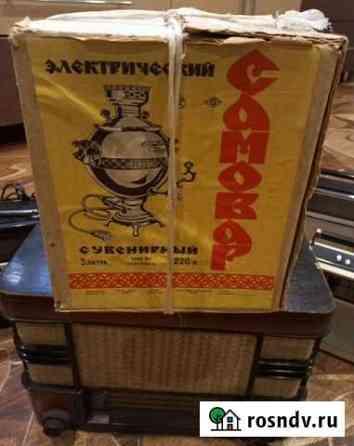 ЭЛЕКТРИЧЕСКИЙ
САМОВАР
СУВЕНИРНЫЙ
3 литра
220 в
rosndv.ru